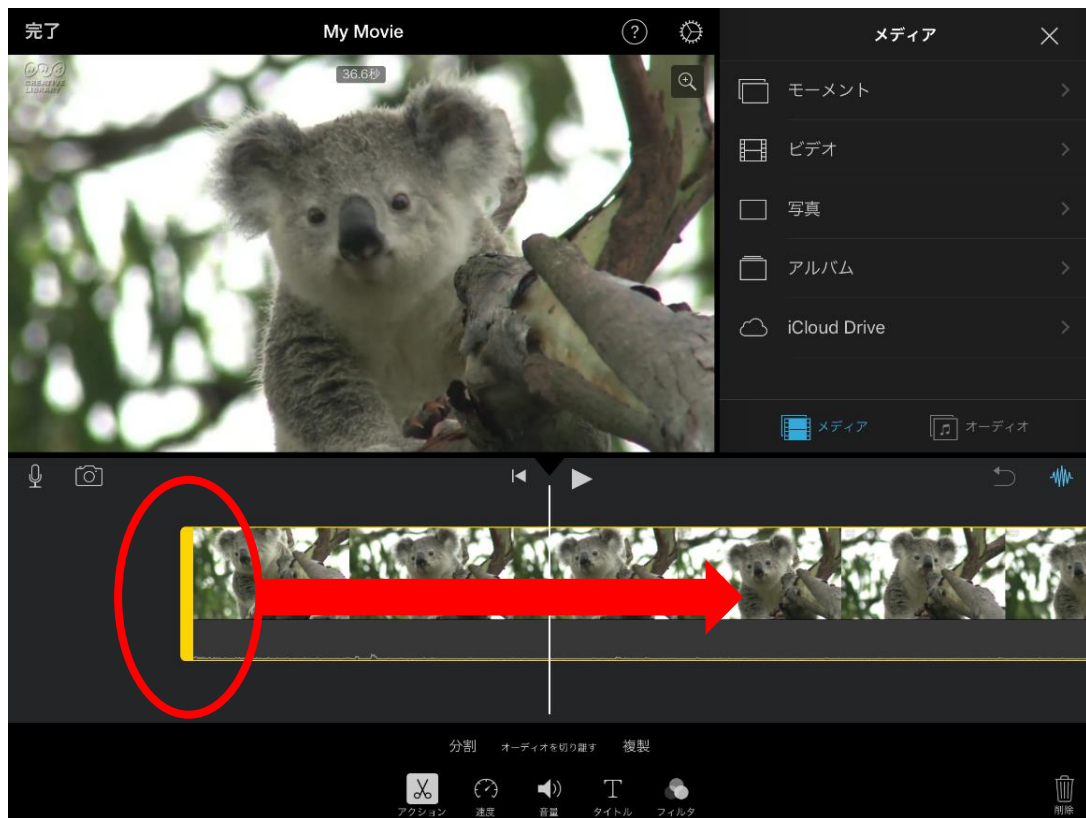 完了
My Movie
?
メディア
NHK
CREATIVE
LIBRARY
36.6秒
モーメント
ビデオ
写真
アルバム
iCloud Drive
メディア
オーディオ
分割
オーディオを切り離す
複製
アクション
速度
音量
T
タイトル
フィルタ
削除